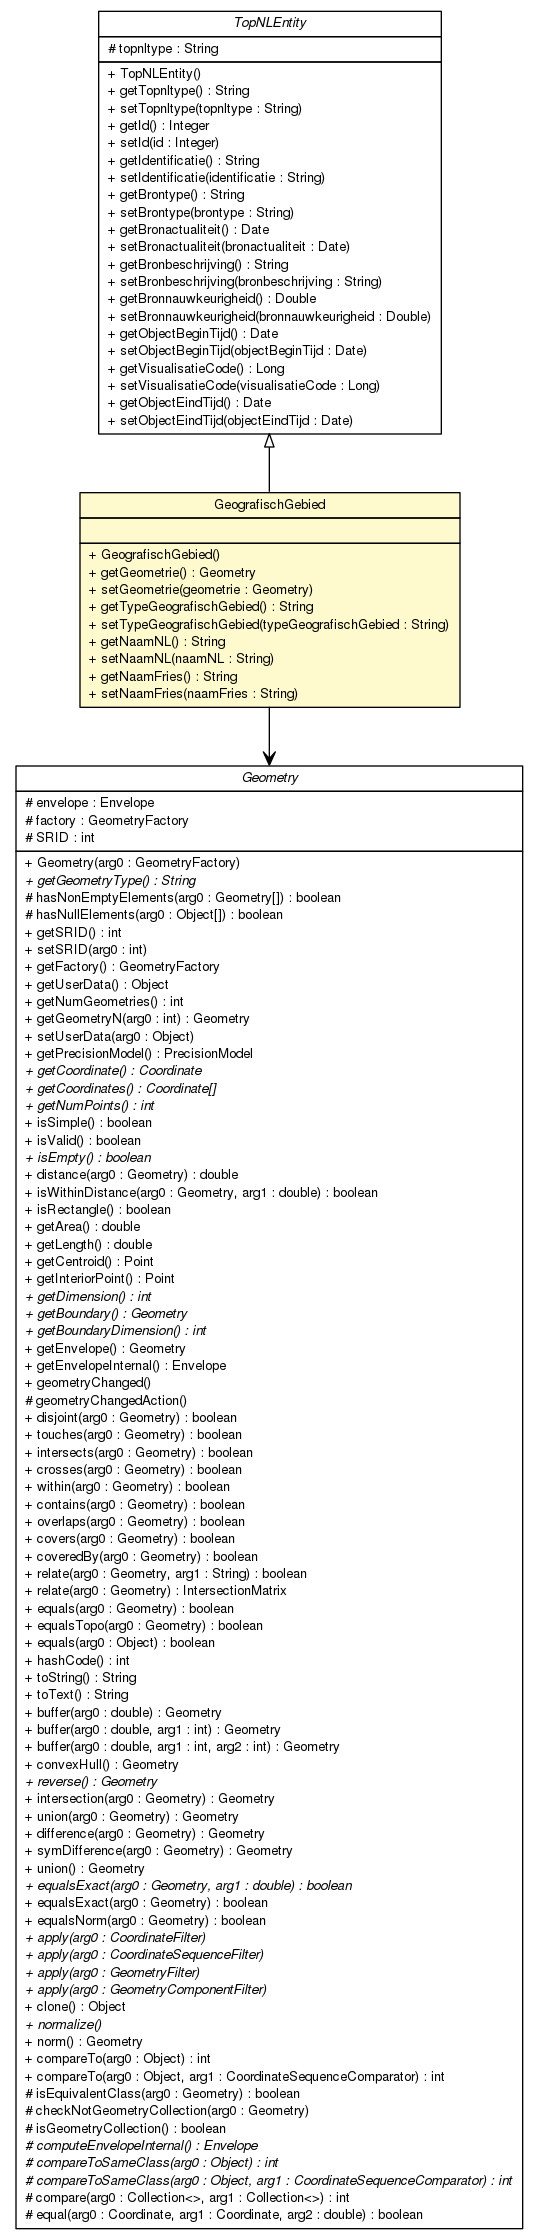 TopNLEntity
# topnltype : String
+ TopNLEntity()
+ getTopnltype() : String
+ setTopnltype(topnltype : String)
+ getId() : Integer
+ setId(id : Integer)
+ getIdentificatie() : String
+ setIdentificatie(identificatie : String)
+ getBrontype() : String
+ setBrontype(brontype : String)
+ getBronactualiteit() : Date
+ setBronactualiteit(bronactualiteit : Date)
+ getBronbeschrijving() : String
+ setBronbeschrijving(bronbeschrijving : String)
+ getBronnauwkeurigheid() : Double
+ setBronnauwkeurigheid(bronnauwkeurigheid : Double)
+ getObjectBeginTijd() : Date
+ setObjectBeginTijd(objectBeginTijd : Date)
+ getVisualisatieCode() : Long
+ setVisualisatieCode(visualisatieCode : Long)
+ getObjectEindTijd() : Date
+ setObjectEindTijd(objectEindTijd : Date)
GeografischGebied
+ GeografischGebied()
+ getGeometrie() : Geometry
+ setGeometrie(geometrie : Geometry)
+ getTypeGeografischGebied() : String
+ setTypeGeografischGebied(typeGeografischGebied : String)
+ getNaamNL() : String
+ setNaamNL(naamNL : String)
+ getNaamFries() : String
+ setNaamFries(naamFries : String)
Geometry
# envelope : Envelope
# factory : GeometryFactory
# SRID : int
+ Geometry(arg0 : GeometryFactory)
+ getGeometryType() : String
# hasNonEmptyElements(arg0 : Geometry[]) : boolean
# hasNullElements(arg0 : Object[]) : boolean
+ getSRID() : int
+ setSRID(arg0 : int)
+ getFactory() : GeometryFactory
+ getUserData() : Object
+ getNumGeometries() : int
+ getGeometryN(arg0 : int) : Geometry
+ setUserData(arg0 : Object)
+ getPrecisionModel() : PrecisionModel
+ getCoordinate() : Coordinate
+ getCoordinates() : Coordinate[]
+ getNumPoints() : int
+ isSimple() : boolean
+ isValid() : boolean
+ isEmpty() : boolean
+ distance(arg0 : Geometry) : double
+ isWithinDistance(arg0 : Geometry, arg1 : double) : boolean
+ isRectangle() : boolean
+ getArea() : double
+ getLength() : double
+ getCentroid() : Point
+ getInteriorPoint() : Point
+ getDimension() : int
+ getBoundary() : Geometry
+ getBoundaryDimension() : int
+ getEnvelope() : Geometry
+ getEnvelopeInternal() : Envelope
+ geometryChanged()
# geometryChangedAction()
+ disjoint(arg0 : Geometry) : boolean
+ touches(arg0 : Geometry) : boolean
+ intersects(arg0 : Geometry) : boolean
+ crosses(arg0 : Geometry) : boolean
+ within(arg0 : Geometry) : boolean
+ contains(arg0 : Geometry) : boolean
+ overlaps(arg0 : Geometry) : boolean
+ covers(arg0 : Geometry) : boolean
+ coveredBy(arg0 : Geometry) : boolean
+ relate(arg0 : Geometry, arg1 : String) : boolean
+ relate(arg0 : Geometry) : IntersectionMatrix
+ equals(arg0 : Geometry) : boolean
+ equalsTopo(arg0 : Geometry) : boolean
+ equals(arg0 : Object) : boolean
+ hashCode() : int
+ toString() : String
+ toText() : String
+ buffer(arg0 : double) : Geometry
+ buffer(arg0 : double, arg1 : int) : Geometry
+ buffer(arg0 : double, arg1 : int, arg2 : int) : Geometry
+ convexHull() : Geometry
+ reverse() : Geometry
+ intersection(arg0 : Geometry) : Geometry
+ union(arg0 : Geometry) : Geometry
+ difference(arg0 : Geometry) : Geometry
+ symDifference(arg0 : Geometry) : Geometry
+ union() : Geometry
+ equalsExact(arg0 : Geometry, arg1 : double) : boolean
+ equalsExact(arg0 : Geometry) : boolean
+ equalsNorm(arg0 : Geometry) : boolean
+ apply(arg0 : CoordinateFilter)
+ apply(arg0 : CoordinateSequenceFilter)
+ apply(arg0 : GeometryFilter)
+ apply(arg0 : GeometryComponentFilter)
+ clone() : Object
+ normalize()
+ norm() : Geometry
+ compareTo(arg0 : Object) : int
+ compareTo(arg0 : Object, arg1 : CoordinateSequenceComparator) : int
# isEquivalentClass(arg0 : Geometry) : boolean
# checkNotGeometryCollection(arg0 : Geometry)
# isGeometryCollection() : boolean
# computeEnvelopeInternal() : Envelope
# compareToSameClass(arg0 : Object) : int
# compareToSameClass(arg0 : Object, arg1 : CoordinateSequenceComparator) : int
# compare(arg0 : Collection<>, arg1 : Collection<>) : int
# equal(arg0 : Coordinate, arg1 : Coordinate, arg2 : double) : boolean